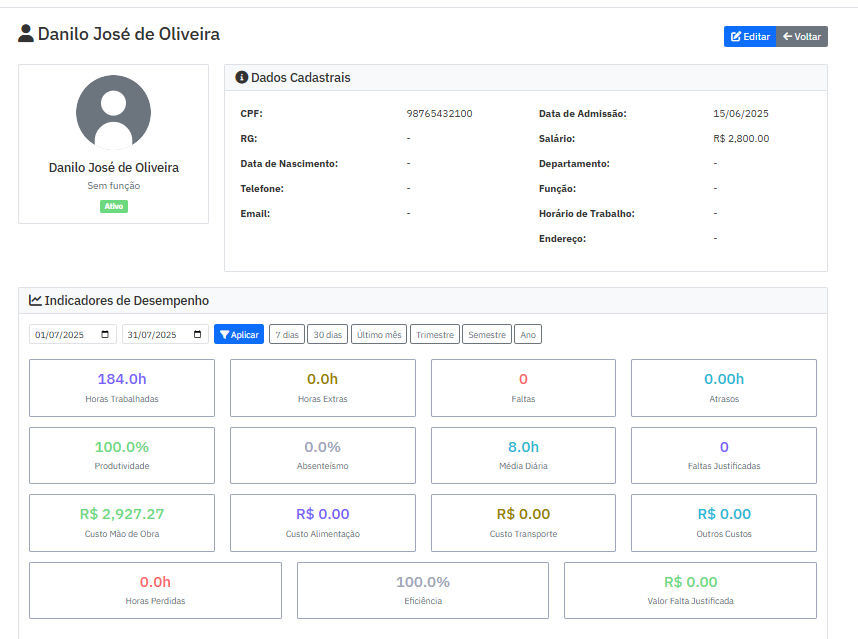 Danilo José de Oliveira
Editar
Voltar
Danilo José de Oliveira
Sem função
Ativo
Dados Cadastrais
CPF: 98765432100
RG: -
Data de Nascimento: -
Telefone: -
Email: -
Data de Admissão: 15/06/2025
Salário: R$ 2,800.00
Departamento: -
Função: -
Horário de Trabalho: -
Endereço: -
Indicadores de Desempenho
01/07/2025 31/07/2025 Aplicar 7 dias 30 dias Último mês Trimestre Semestre Ano
184.0h
Horas Trabalhadas
0.0h
Horas Extras
0
Faltas
0.00h
Atrasos
100.0%
Produtividade
0.0%
Absenteísmo
8.0h
Média Diária
0
Faltas Justificadas
R$ 2,927.27
Custo Mão de Obra
R$ 0.00
Custo Alimentação
R$ 0.00
Custo Transporte
R$ 0.00
Outros Custos
0.0h
Horas Perdidas
100.0%
Eficiência
R$ 0.00
Valor Falta Justificada